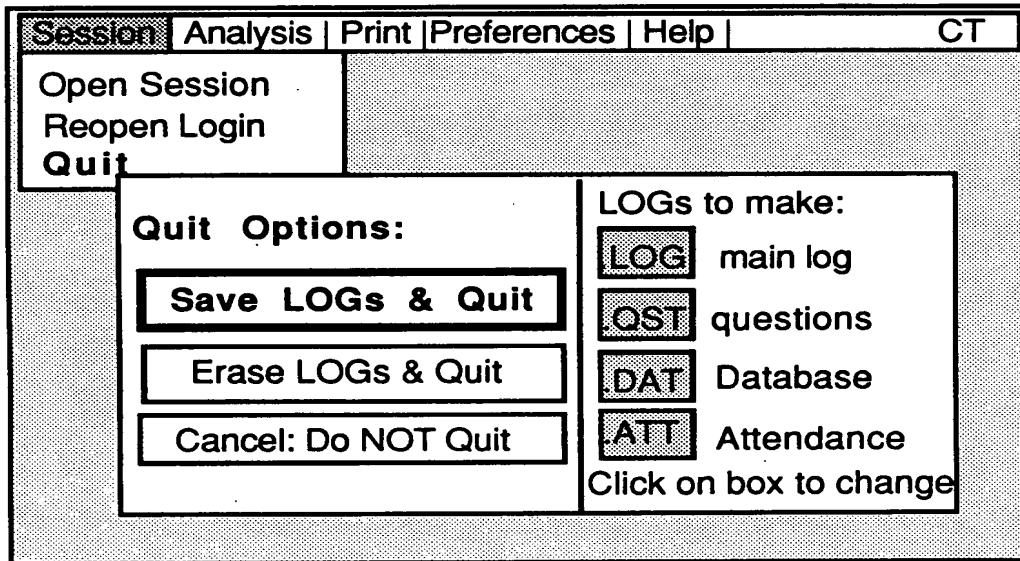 Session | Analysis | Print | Preferences | Help | CT
Open Session
Reopen Login
Quit
Quit Options:
Save LOGs & Quit
Erase LOGs & Quit
Cancel: Do NOT Quit
LOGs to make:
.LOG main log
.QST questions
.DAT Database
.ATT Attendance
Click on box to change